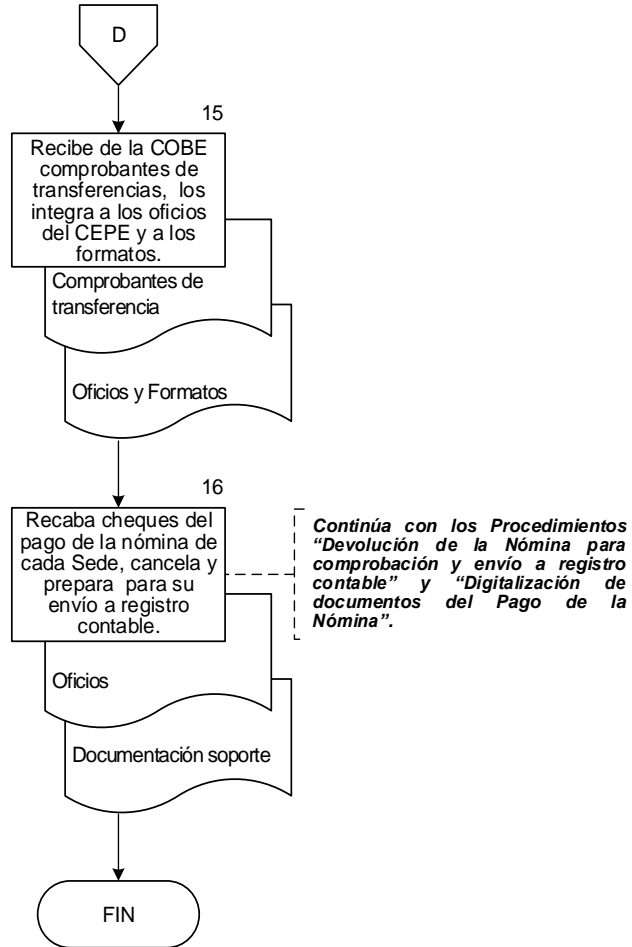 D
15
Recibe de la COBE
comprobantes de
transferencias, los
integra a los oficios
del CEPE y a los
formatos.
Comprobantes de
transferencia
Oficios y Formatos
16
Recaba cheques del
pago de la nómina de
cada Sede, cancela y
prepara para su
envío a registro
contable.
Continúa con los Procedimientos
“Devolución de la Nómina para
comprobación y envío a registro
contable” y “Digitalización de
documentos del Pago de la
Nómina”.
Oficios
Documentación soporte
FIN